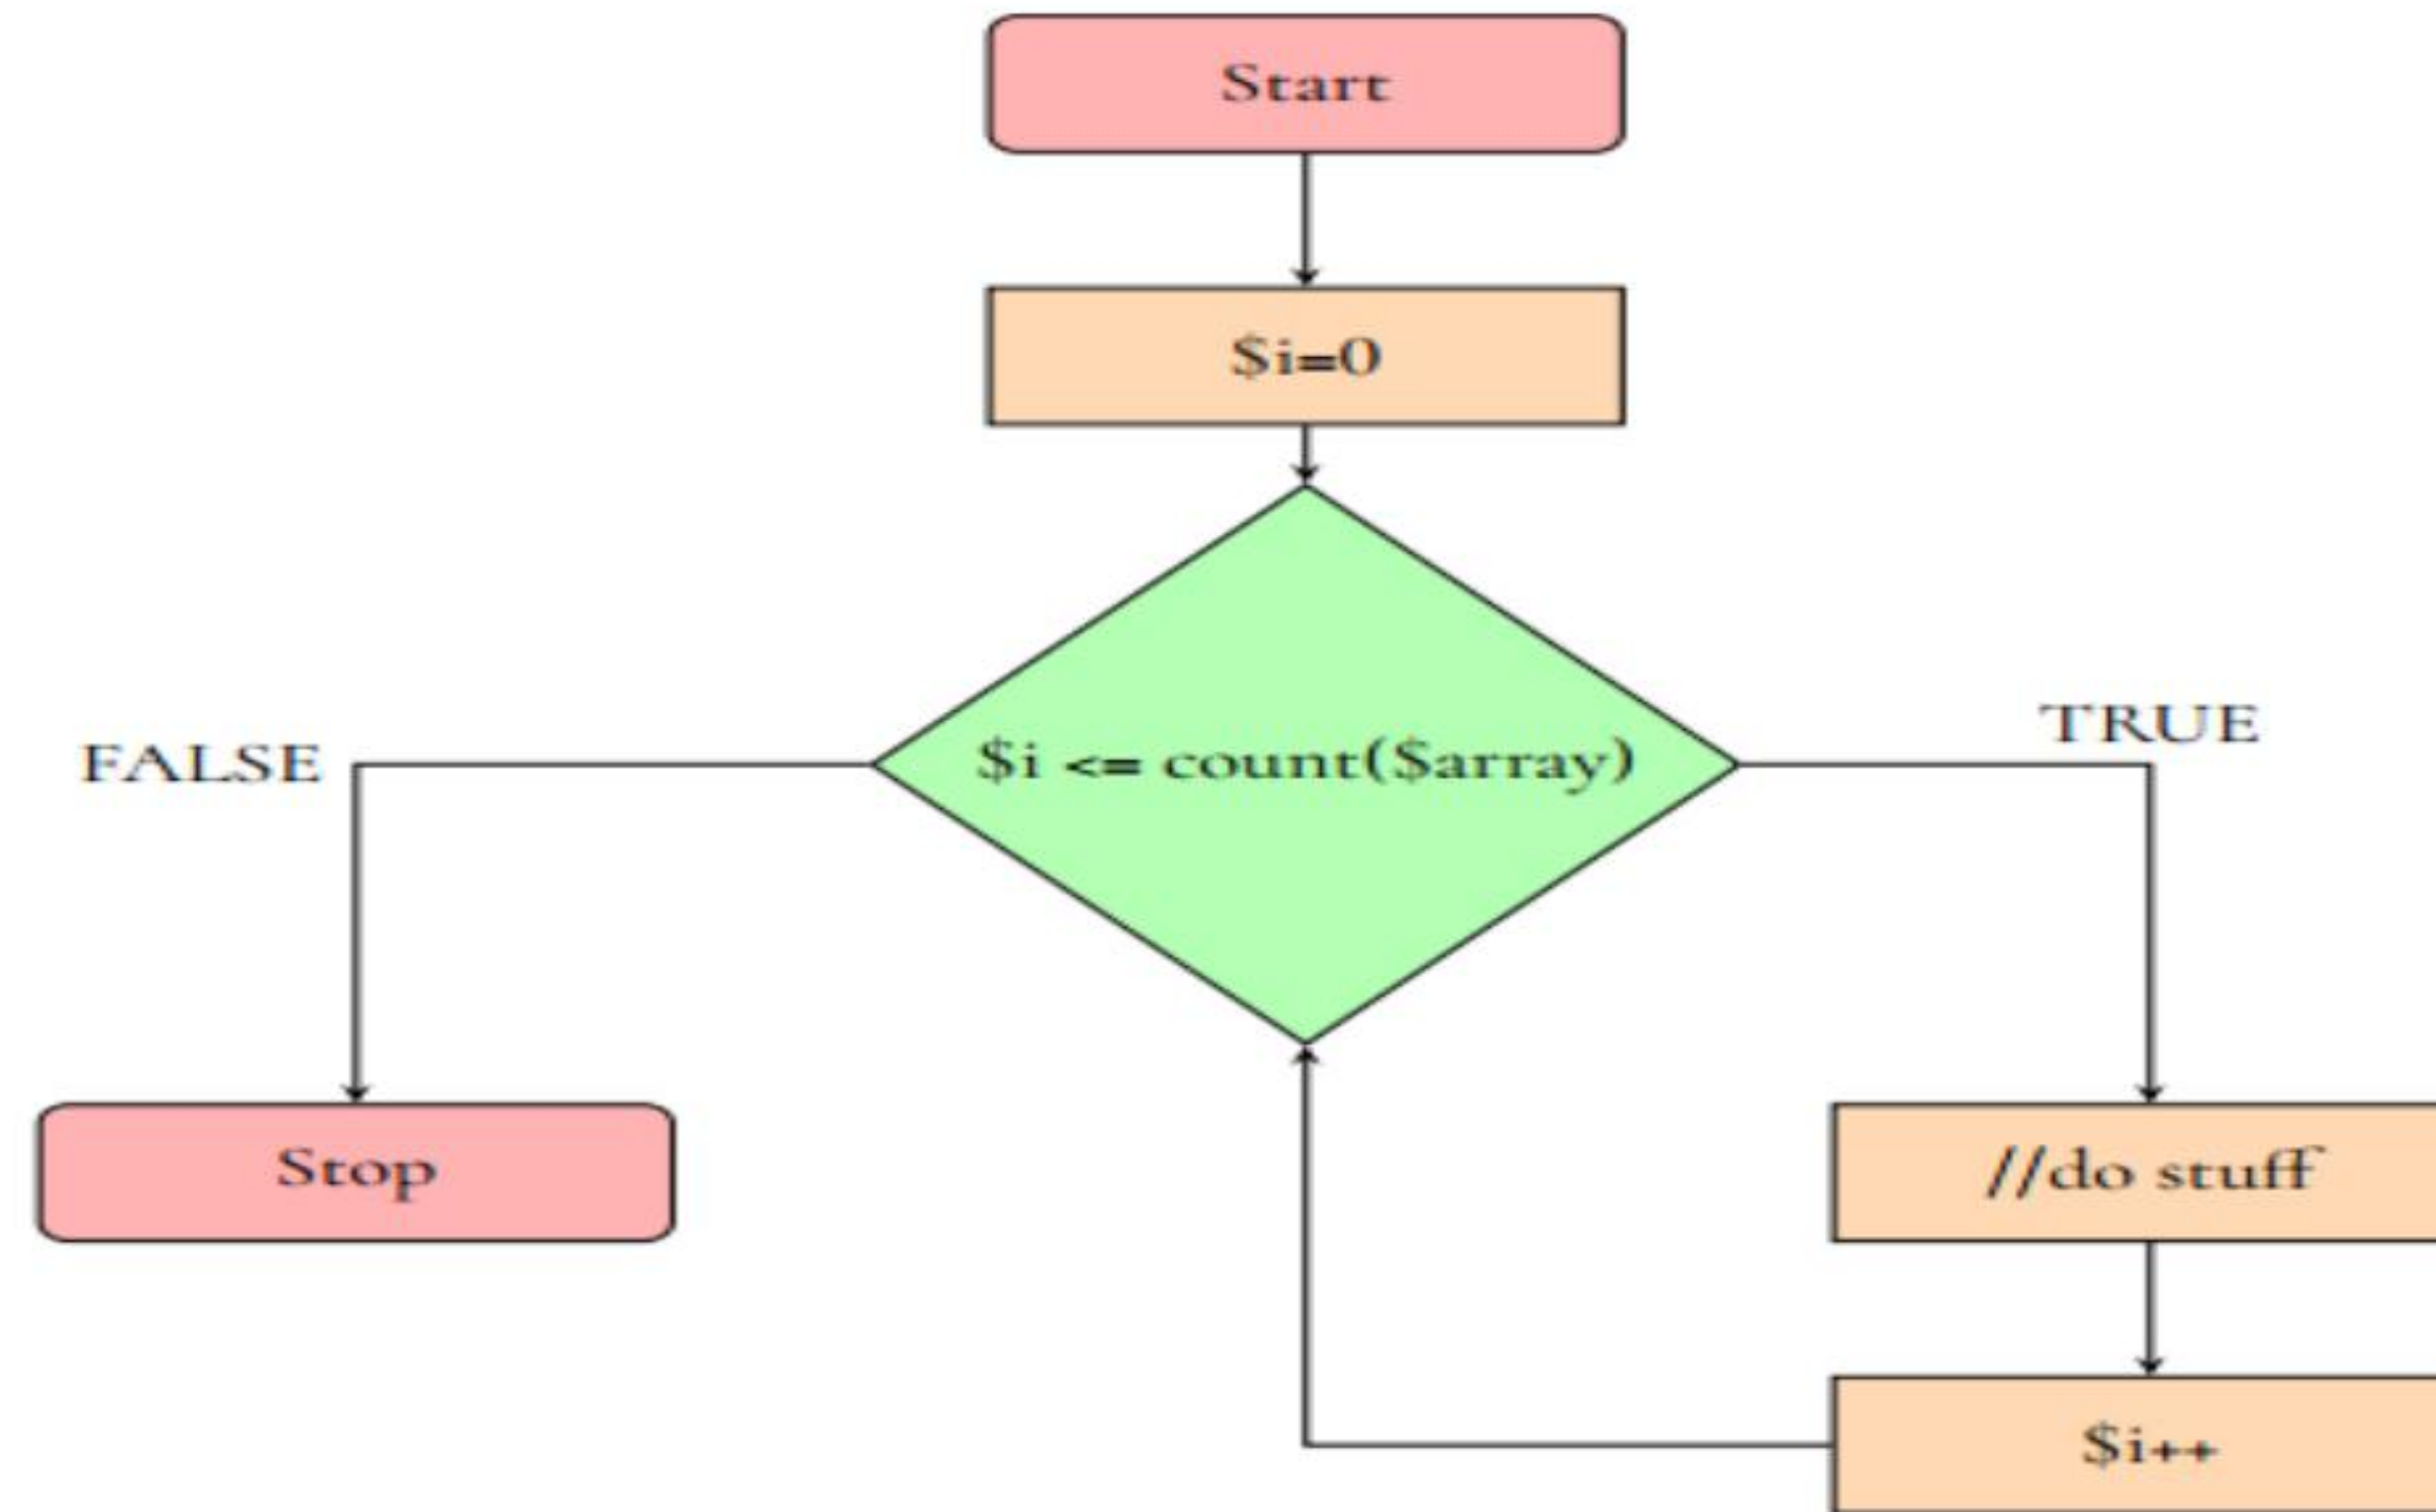 Start
$i=0
$i <= count($array)
FALSE
TRUE
Stop
//do stuff
$i++